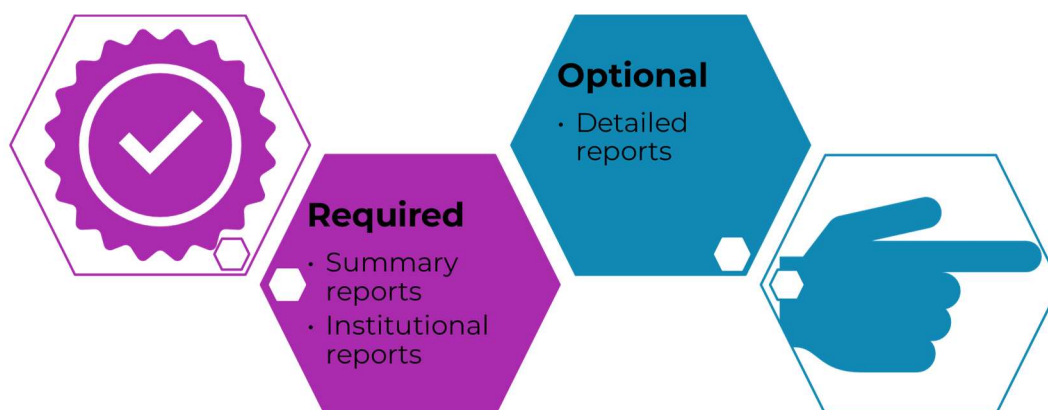 Required
· Summary
reports
· Institutional
reports
Optional
· Detailed
reports